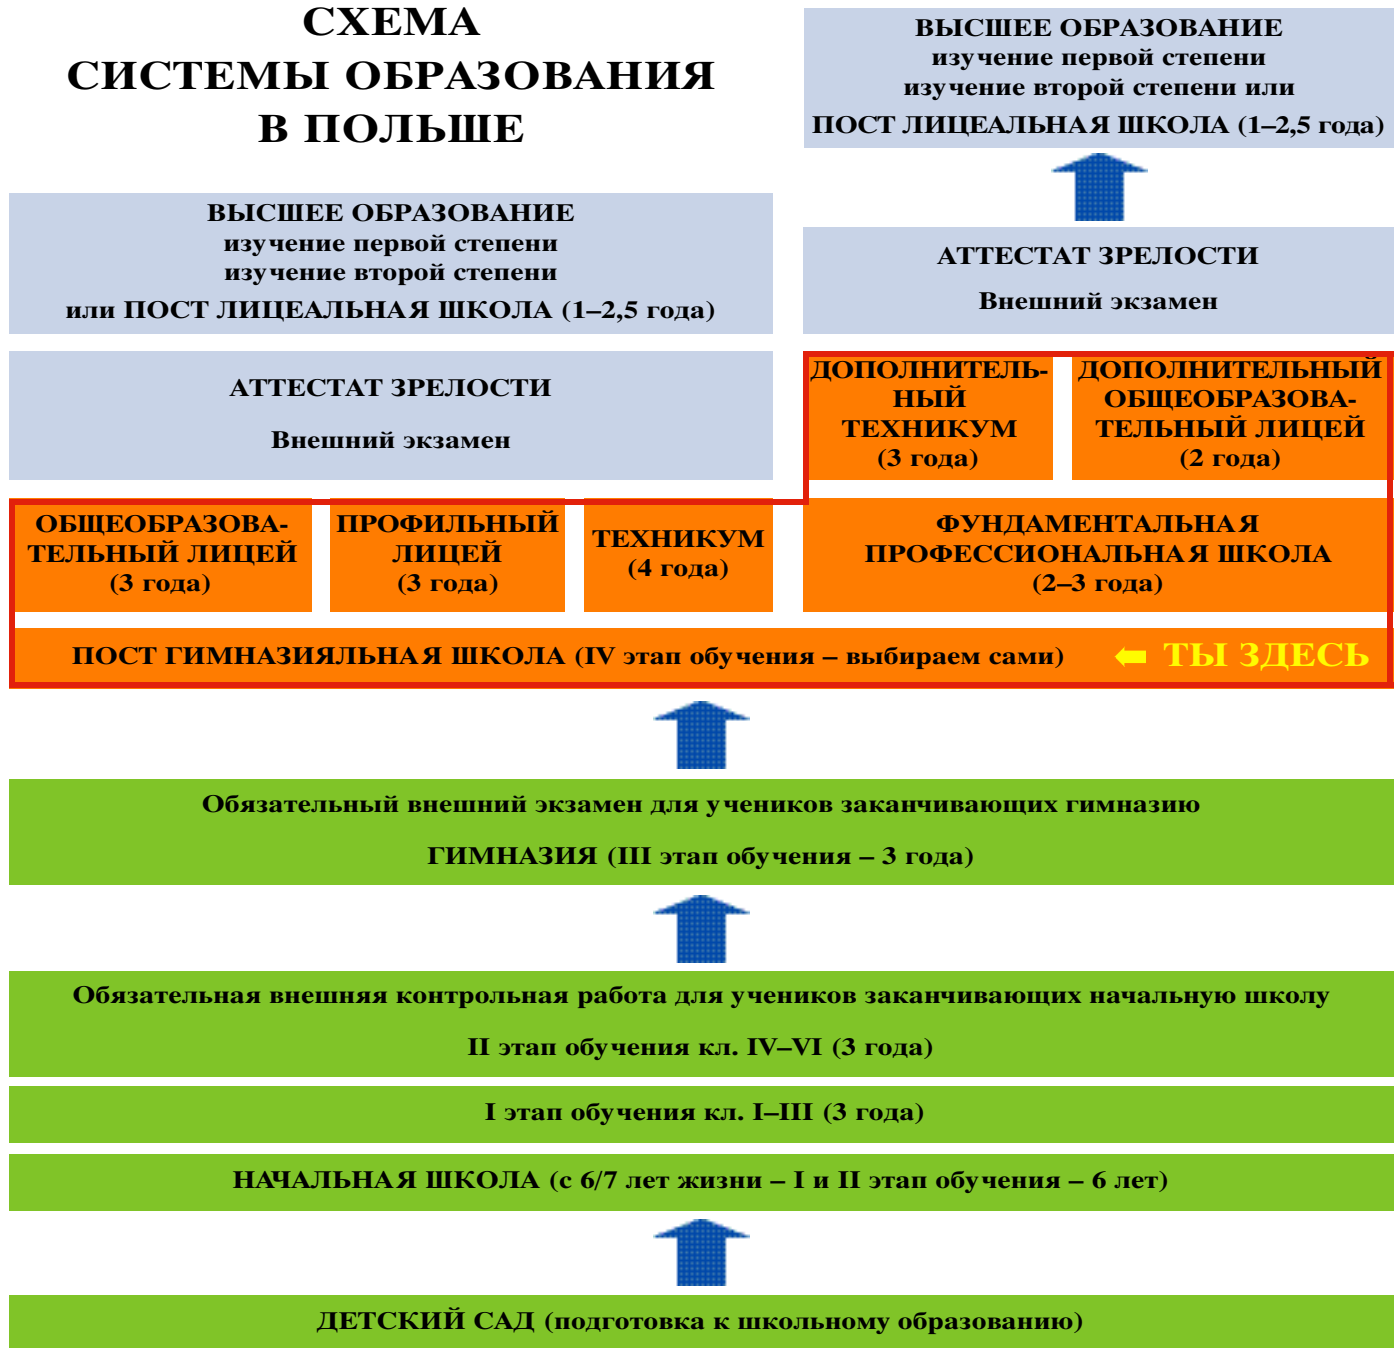 СХЕМА
СИСТЕМЫ ОБРАЗОВАНИЯ
В ПОЛЬШЕ
ВЫСШЕЕ ОБРАЗОВАНИЕ
изучение первой степени
изучение второй степени или
ПОСТ ЛИЦЕАЛЬНАЯ ШКОЛА (1–2,5 года)
ВЫСШЕЕ ОБРАЗОВАНИЕ
изучение первой степени
изучение второй степени
или ПОСТ ЛИЦЕАЛЬНАЯ ШКОЛА (1–2,5 года)
АТТЕСТАТ ЗРЕЛОСТИ
Внешний экзамен
АТТЕСТАТ ЗРЕЛОСТИ
Внешний экзамен
ДОПОЛНИТЕЛЬ-
НЫЙ
ТЕХНИКУМ
(3 года)
ДОПОЛНИТЕЛЬНЫЙ
ОБЩЕОБРАЗОВА-
ТЕЛЬНЫЙ ЛИЦЕЙ
(2 года)
ОБЩЕОБРАЗОВА-
ТЕЛЬНЫЙ ЛИЦЕЙ
(3 года)
ПРОФИЛЬНЫЙ
ЛИЦЕЙ
(3 года)
ТЕХНИКУМ
(4 года)
ФУНДАМЕНТАЛЬНАЯ
ПРОФЕССИОНАЛЬНАЯ ШКОЛА
(2–3 года)
ПОСТ ГИМНАЗИЯЛЬНАЯ ШКОЛА (IV этап обучения – выбираем сами)
ТЫ ЗДЕСЬ
Обязательный внешний экзамен для учеников заканчивающих гимназию
ГИМНАЗИЯ (III этап обучения – 3 года)
Обязательная внешняя контрольная работа для учеников заканчивающих начальную школу
II этап обучения кл. IV–VI (3 года)
I этап обучения кл. I–III (3 года)
НАЧАЛЬНАЯ ШКОЛА (с 6/7 лет жизни – I и II этап обучения – 6 лет)
ДЕТСКИЙ САД (подготовка к школьному образованию)